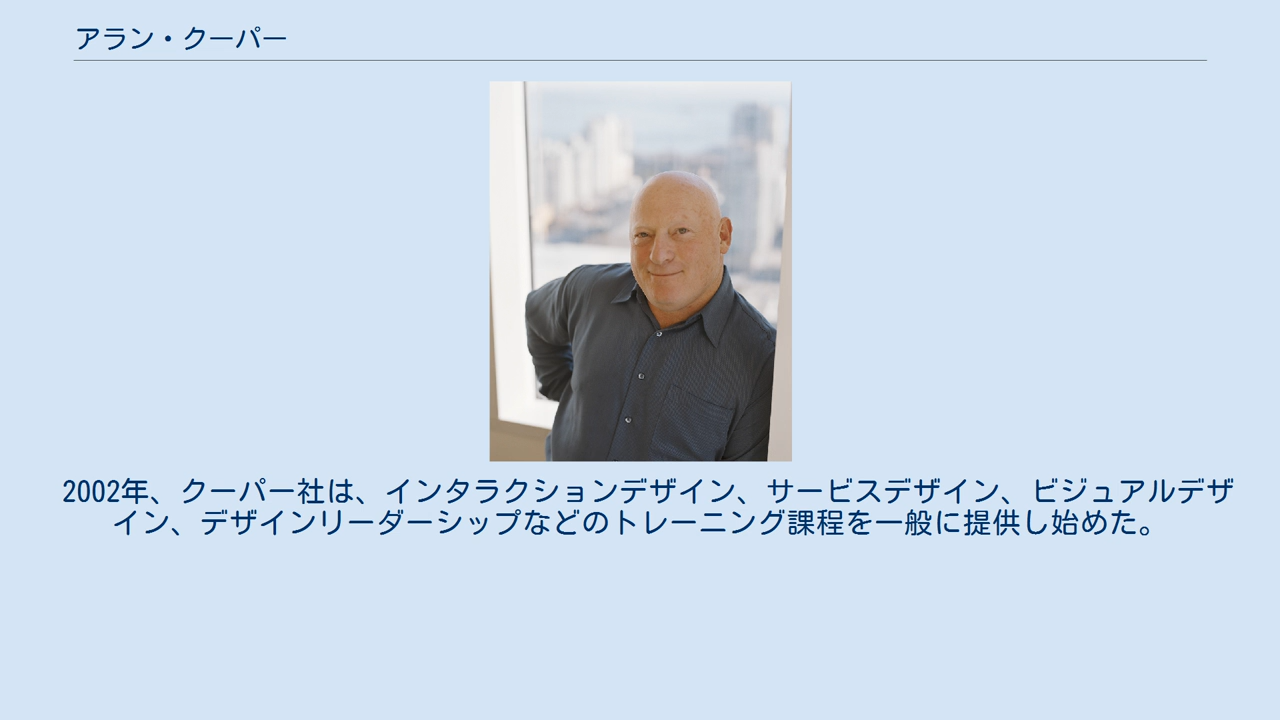 アラン・クーパー
2002年、クーパー社は、インタラクションデザイン、サービスデザイン、ビジュアルデザ
イン、デザインリーダーシップなどのトレーニング課程を一般に提供し始めた。